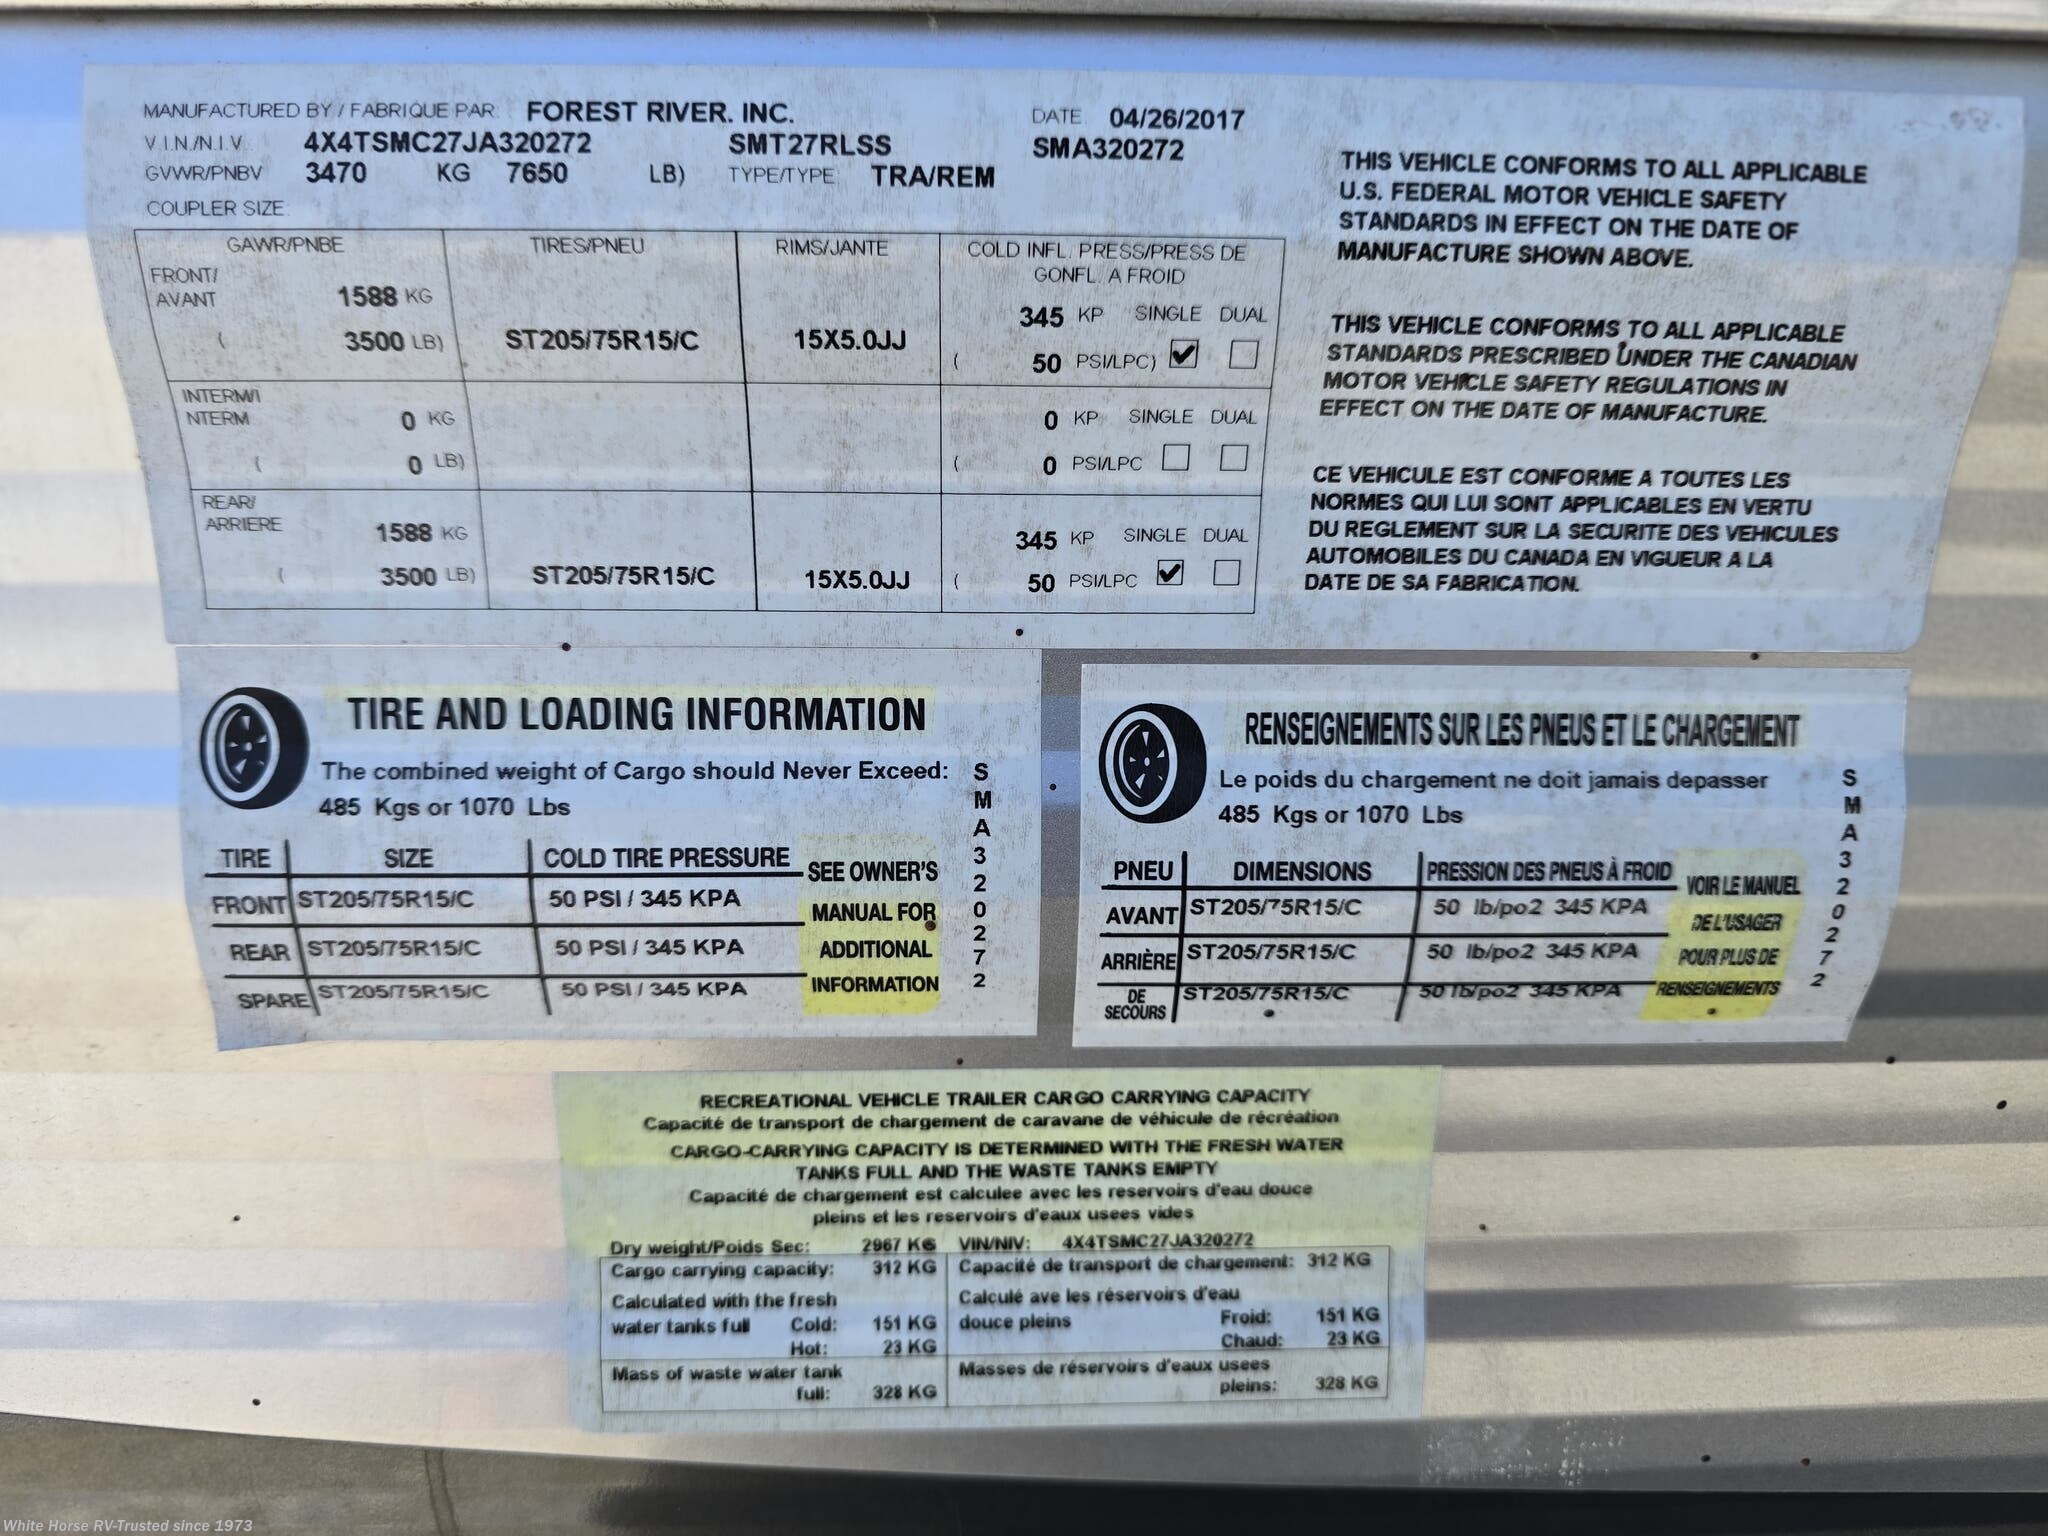 MANUFACTURED BY / FABRIQUE PAR FOREST RIVER, INC. DATE 04/26/2017
V.I.N./N.I.V. 4X4TSMC27JA320272 SMT27RLSS SMA320272
GVWR/PNBV 3470 KG 7650 LB) TYPE/TYPE TRA/REM
COUPLER SIZE
GAWR/PNBE TIRES/PNEU RIMS/JANTE COLD INFL. PRESS/PRESS DE
GONFL. A FROID
FRONT/
AVANT 1588 KG 345 KP SINGLE DUAL
( 3500 LB) ST205/75R15/C 15X5.0JJ ( 50 PSI/LPC)
INTERM/I
NTERM 0 KG 0 KP SINGLE DUAL
( 0 LB) ( 0 PSI/LPC
REAR/
ARRIERE 1588 KG 345 KP SINGLE DUAL
( 3500 LB) ST205/75R15/C 15X5.0JJ ( 50 PSI/LPC
THIS VEHICLE CONFORMS TO ALL APPLICABLE
U.S. FEDERAL MOTOR VEHICLE SAFETY
STANDARDS IN EFFECT ON THE DATE OF
MANUFACTURE SHOWN ABOVE.
THIS VEHICLE CONFORMS TO ALL APPLICABLE
STANDARDS PRESCRIBED UNDER THE CANADIAN
MOTOR VEHICLE SAFETY REGULATIONS IN
EFFECT ON THE DATE OF MANUFACTURE.
CE VEHICULE EST CONFORME A TOUTES LES
NORMES QUI LUI SONT APPLICABLES EN VERTU
DU REGLEMENT SUR LA SECURITE DES VEHICULES
AUTOMOBILES DU CANADA EN VIGUEUR A LA
DATE DE SA FABRICATION.
TIRE AND LOADING INFORMATION
The combined weight of Cargo should Never Exceed:
485 Kgs or 1070 Lbs
TIRE SIZE COLD TIRE PRESSURE
FRONT ST205/75R15/C 50 PSI / 345 KPA
REAR ST205/75R15/C 50 PSI / 345 KPA
SPARE ST205/75R15/C 50 PSI / 345 KPA
SEE OWNER'S
MANUAL FOR
ADDITIONAL
INFORMATION
SMA320272
RENSEIGNEMENTS SUR LES PNEUS ET LE CHARGEMENT
Le poids du chargement ne doit jamais depasser
485 Kgs or 1070 Lbs
PNEU DIMENSIONS PRESSION DES PNEUS À FROID
AVANT ST205/75R15/C 50 lb/po2 345 KPA
ARRIÈRE ST205/75R15/C 50 lb/po2 345 KPA
DE
SECOURS ST205/75R15/C 50 lb/po2 345 KPA
VOIR LE MANUEL
DE L'USAGER
POUR PLUS DE
RENSEIGNEMENTS
SMA320272
RECREATIONAL VEHICLE TRAILER CARGO CARRYING CAPACITY
Capacité de transport de chargement de caravane de véhicule de récréation
CARGO-CARRYING CAPACITY IS DETERMINED WITH THE FRESH WATER
TANKS FULL AND THE WASTE TANKS EMPTY
Capacité de chargement est calculee avec les reservoirs d'eau douce
pleins et les reservoirs d'eaux usees vides
Dry weight/Poids Sec: 2967 KG VIN/NIV: 4X4TSMC27JA320272
Cargo carrying capacity: 312 KG Capacité de transport de chargement: 312 KG
Calculated with the fresh Calculé ave les réservoirs d'eau
water tanks full Cold: 151 KG douce pleins Froid: 151 KG
Hot: 23 KG Chaud: 23 KG
Mass of waste water tank Masses de réservoirs d'eaux usees
full: 328 KG pleins: 328 KG
White Horse RV-Trusted since 1973